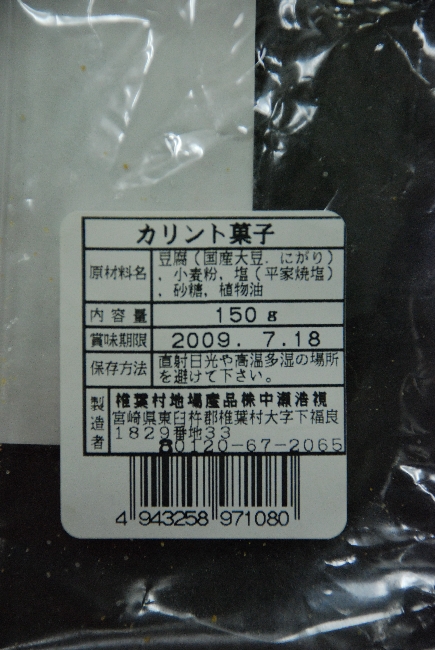 カリント菓子
原材料名 豆腐(国産大豆.にがり)
,小麦粉,塩(平家焼塩)
,砂糖,植物油
内容量 150g
賞味期限 2009. 7.18
保存方法 直射日光や高温多湿の場所
を避けて下さい。
製造者 椎葉村地場産品㈱中瀬浩視
宮崎県東臼杵郡椎葉村大字下福良
1829番地33
0120-67-2065
4 943258 971080